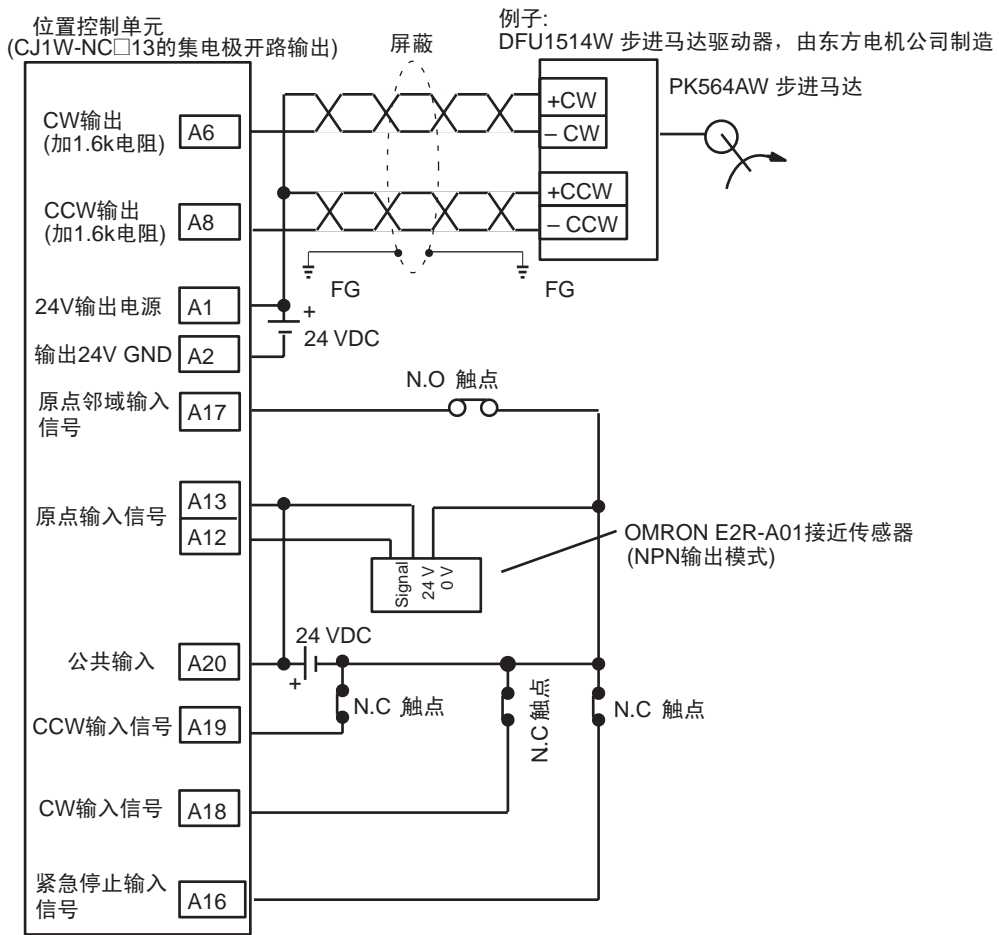 位置控制单元
(CJ1W-NC□13的集电极开路输出)
屏蔽
例子:
DFU1514W 步进马达驱动器，由东方电机公司制造
PK564AW 步进马达
CW输出
(加1.6k电阻)
A6
+CW
– CW
CCW输出
(加1.6k电阻)
A8
+CCW
– CCW
FG
FG
24V输出电源
A1
+
24 VDC
输出24V GND
A2
原点邻域输入
信号
A17
N.O 触点
原点输入信号
A13
A12
Signal
24 V
0 V
OMRON E2R-A01接近传感器
(NPN输出模式)
公共输入
A20
24 VDC
+
CCW输入信号
A19
N.C 触点
N.C 触点
N.C 触点
CW输入信号
A18
紧急停止输入
信号
A16